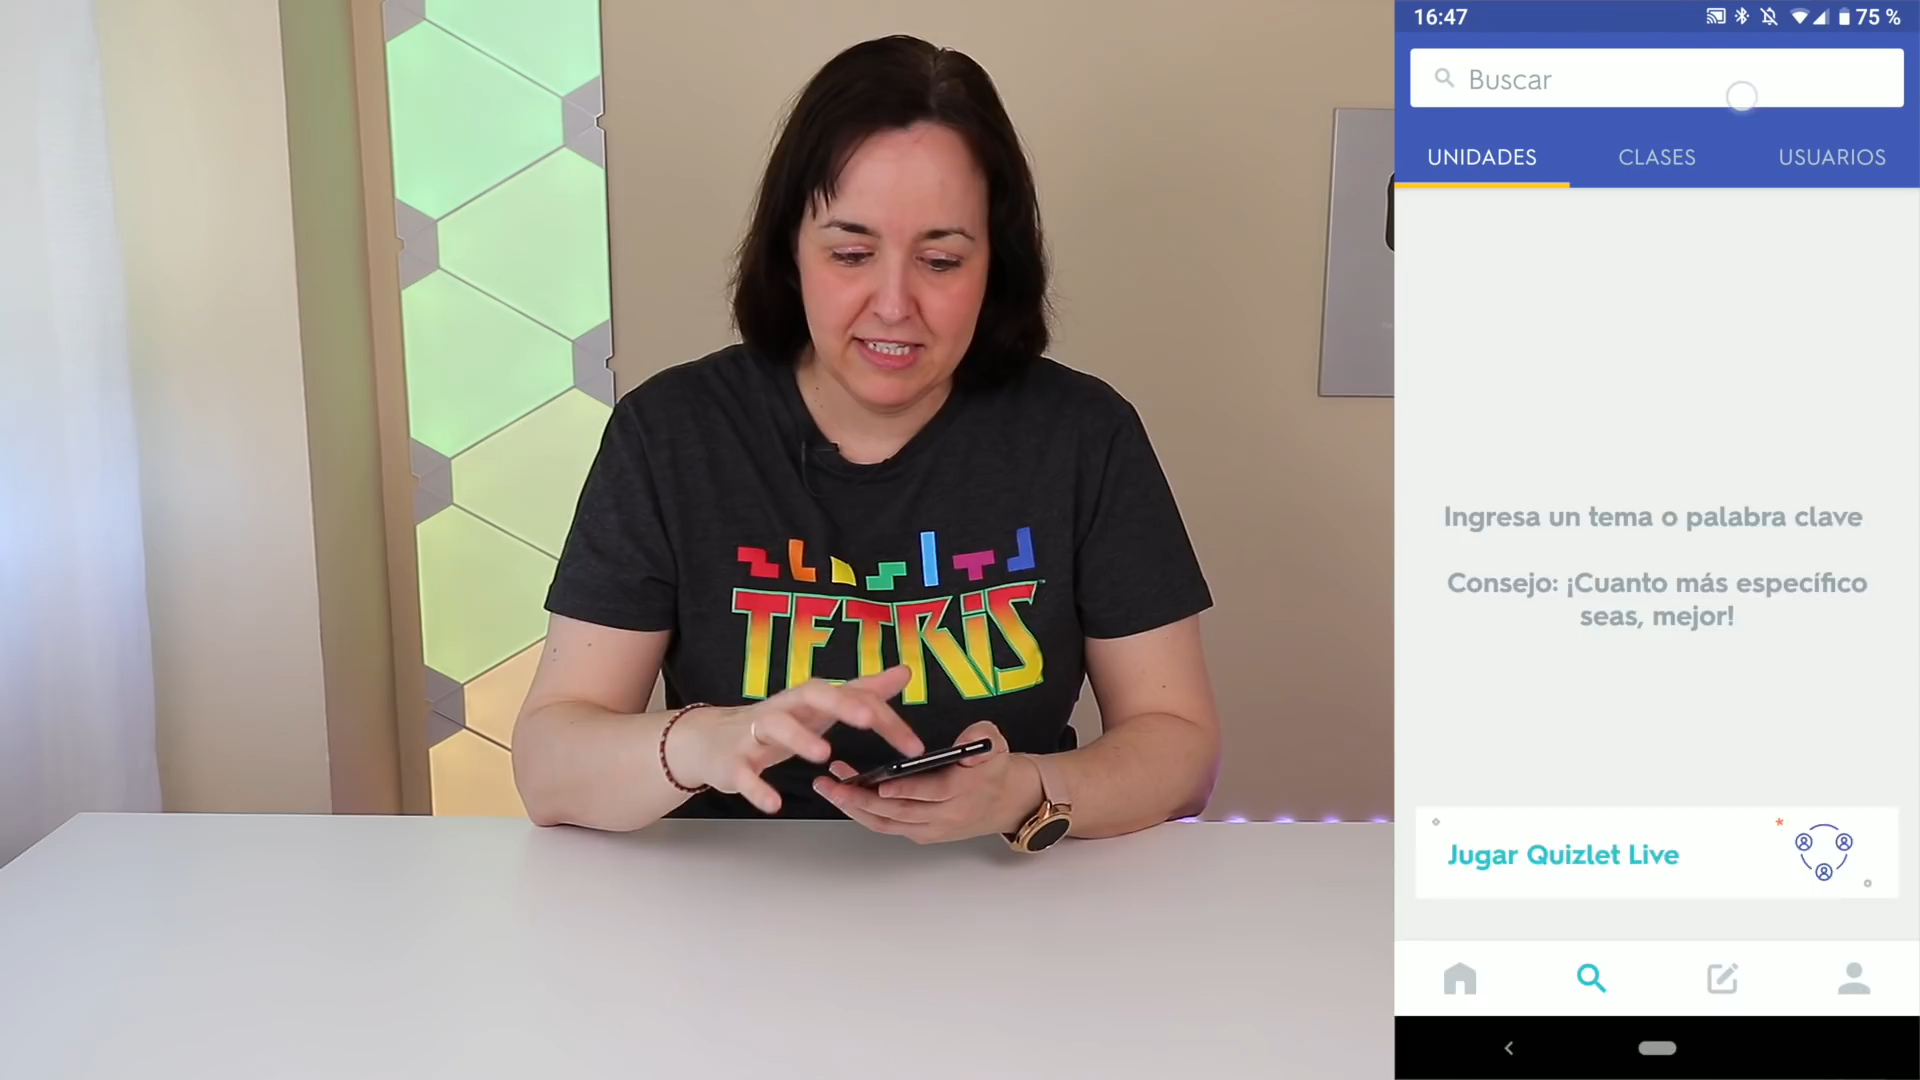 16:47
75 %
Buscar
UNIDADES
CLASES
USUARIOS
Ingresa un tema o palabra clave
Consejo: ¡Cuanto más específico
seas, mejor!
Jugar Quizlet Live
TETRIS